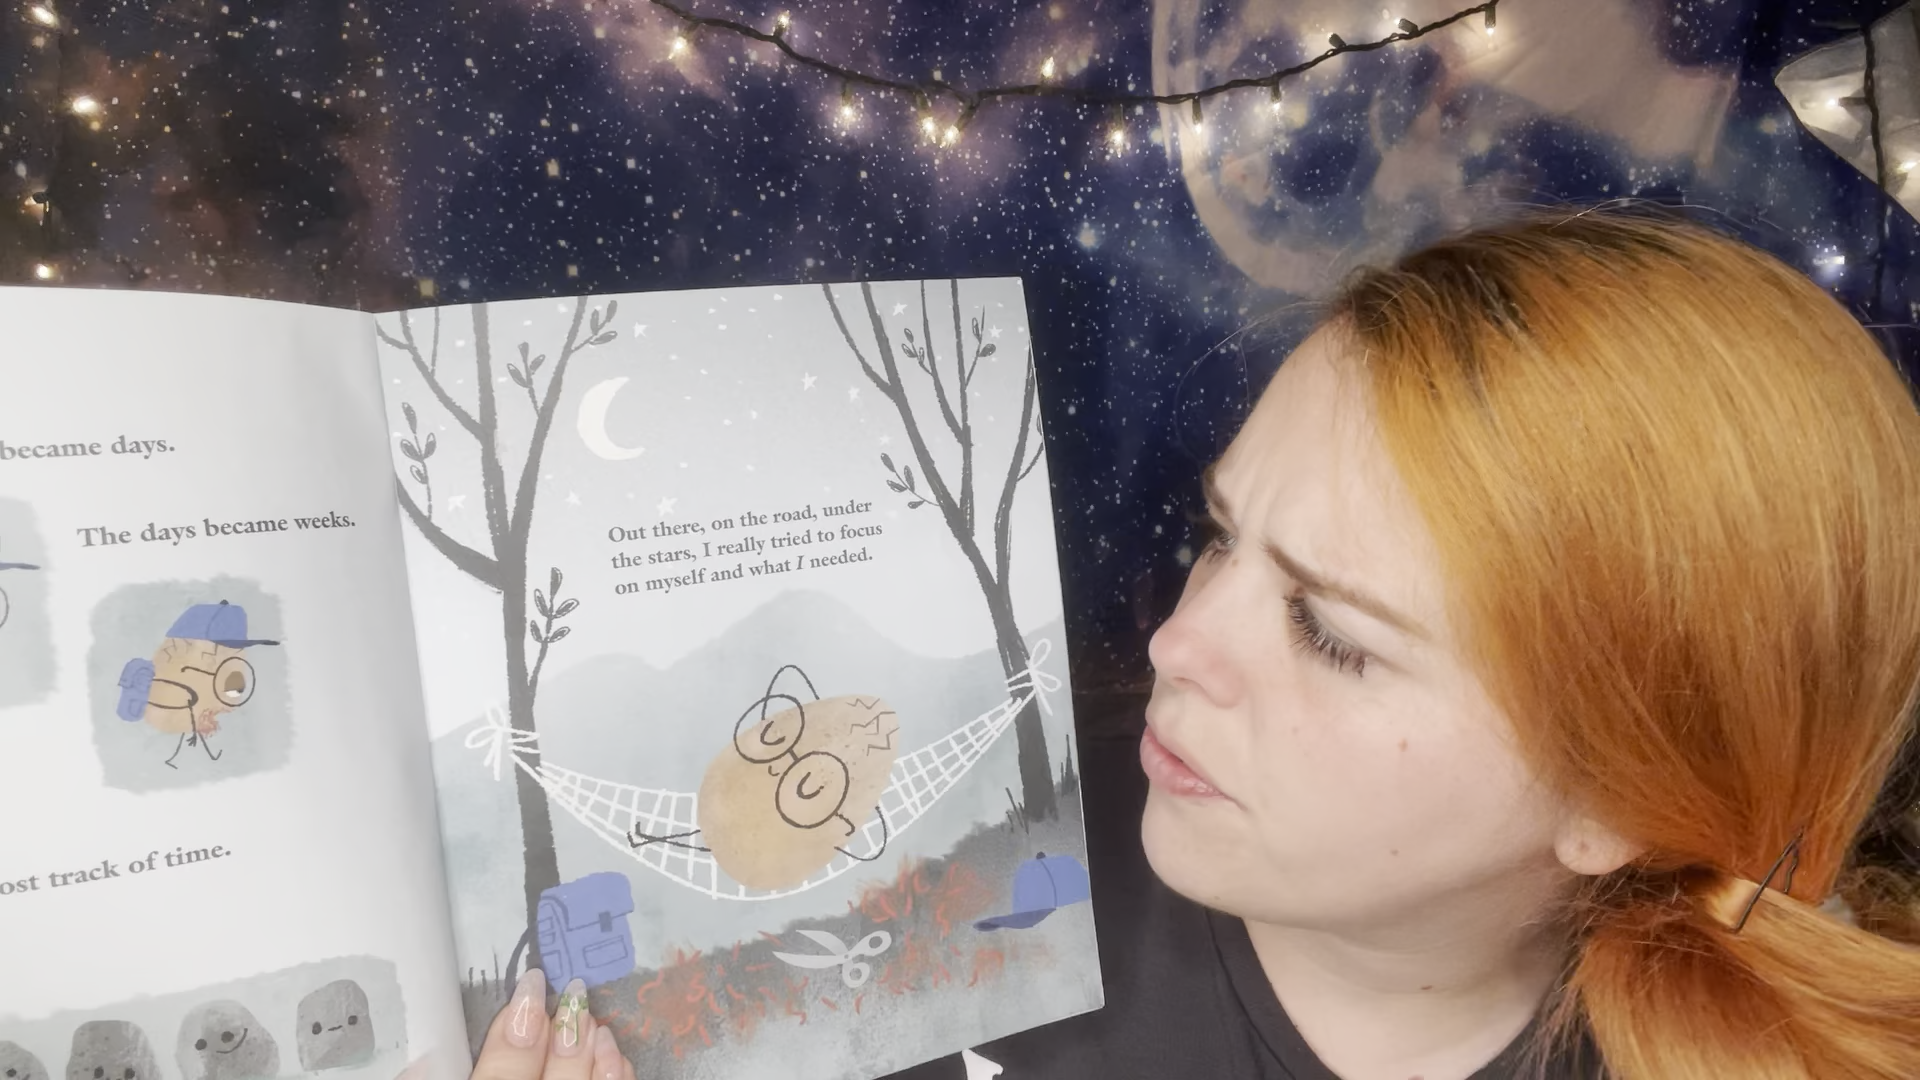 became days.
The days became weeks.
ost track of time.
Out there, on the road, under
the stars, I really tried to focus
on myself and what I needed.